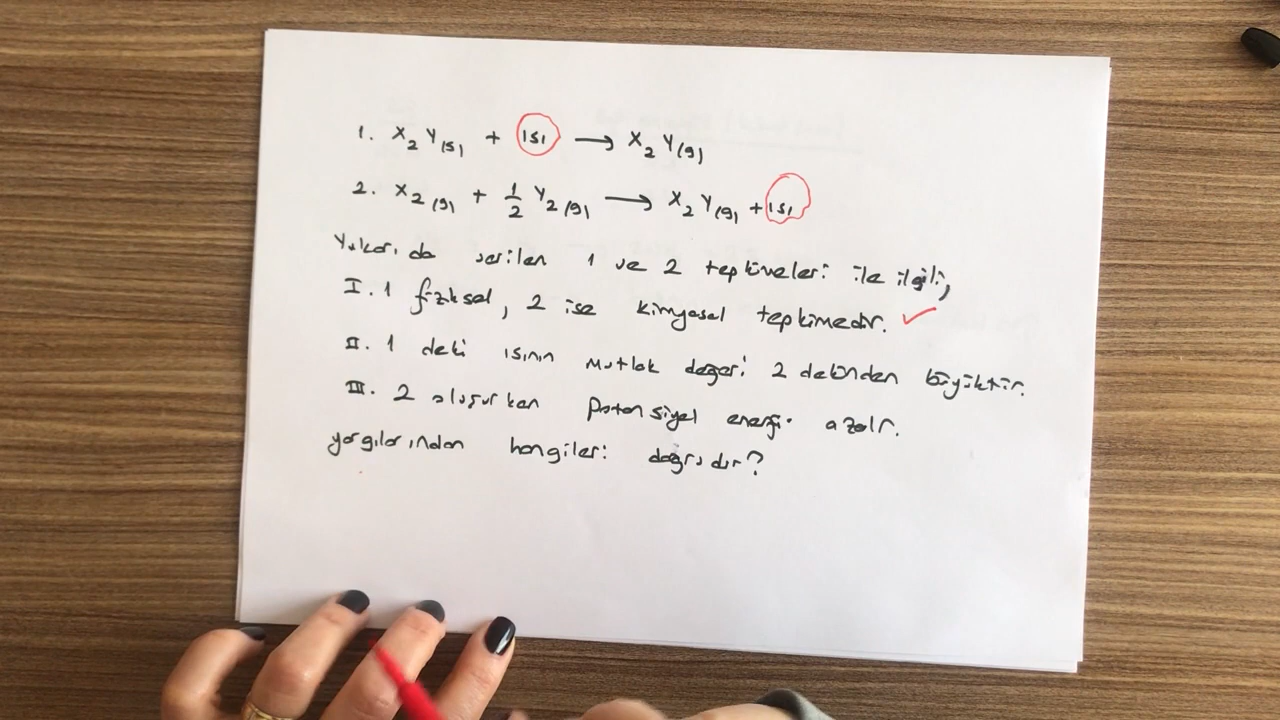 1. X₂Y(s) + ısı → X₂Y(g)
2. X₂(g) + 1/2 Y₂(g) → X₂Y(g) + ısı
Yukarıda verilen 1 ve 2 tepkimeleri ile ilgili,
I. 1 fiziksel, 2 ise kimyasal tepkimedir. ✓
II. 1 deki ısının mutlak değeri 2 dekinden büyüktür.
III. 2 oluşurken potansiyel enerji azalır.
yargılarından hangileri doğrudur?